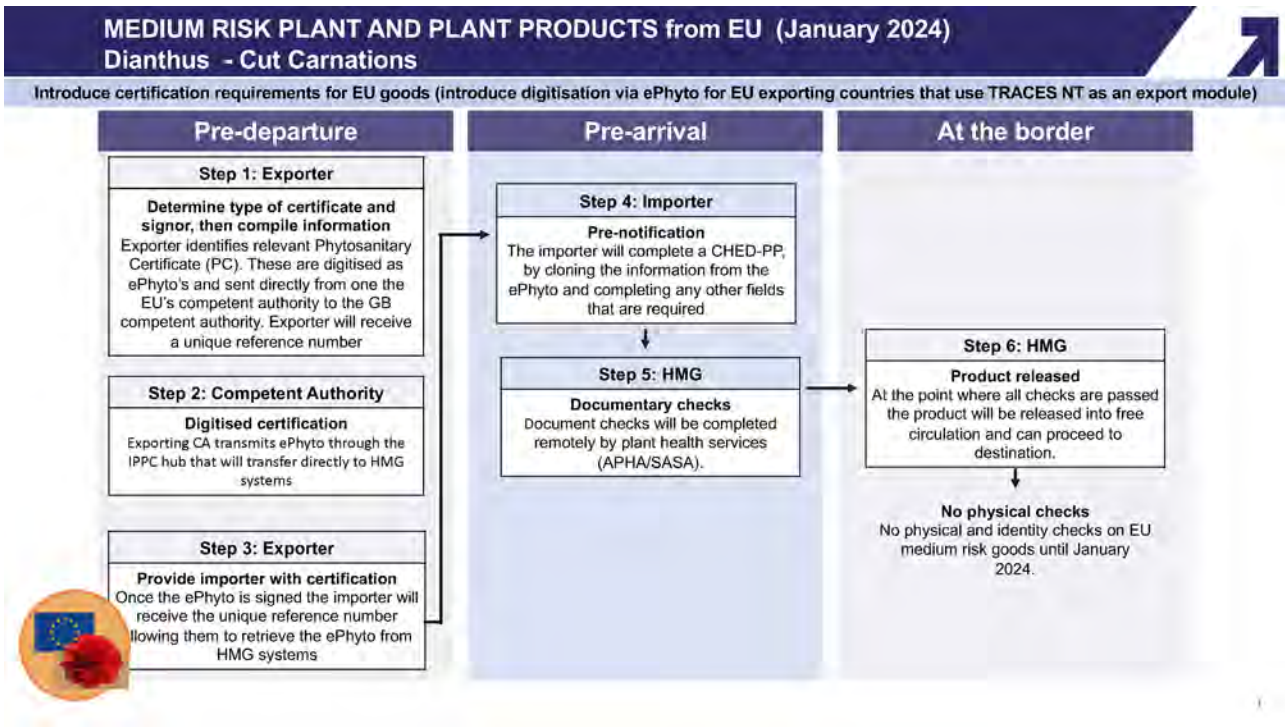 MEDIUM RISK PLANT AND PLANT PRODUCTS from EU (January 2024)
Dianthus - Cut Carnations
Introduce certification requirements for EU goods (introduce digitisation via ePhyto for EU exporting countries that use TRACES NT as an export module)
Pre-departure
Step 1: Exporter
Determine type of certificate and
signor, then compile information
Exporter identifies relevant Phytosanitary
Certificate (PC). These are digitised as
ePhyto's and sent directly from one the
EU's competent authority to the GB
competent authority. Exporter will receive
a unique reference number
Step 2: Competent Authority
Digitised certification
Exporting CA transmits ePhyto through the
IPPC hub that will transfer directly to HMG
systems
Step 3: Exporter
Provide importer with certification
Once the ePhyto is signed the importer will
receive the unique reference number
llowing them to retrieve the ePhyto from
HMG systems
Pre-arrival
Step 4: Importer
Pre-notification
The importer will complete a CHED-PP,
by cloning the information from the
ePhyto and completing any other fields
that are required
Step 5: HMG
Documentary checks
Document checks will be completed
remotely by plant health services
(APHA/SASA).
At the border
Step 6: HMG
Product released
At the point where all checks are passed
the product will be released into free
circulation and can proceed to
destination.
No physical checks
No physical and identity checks on EU
medium risk goods until January
2024.